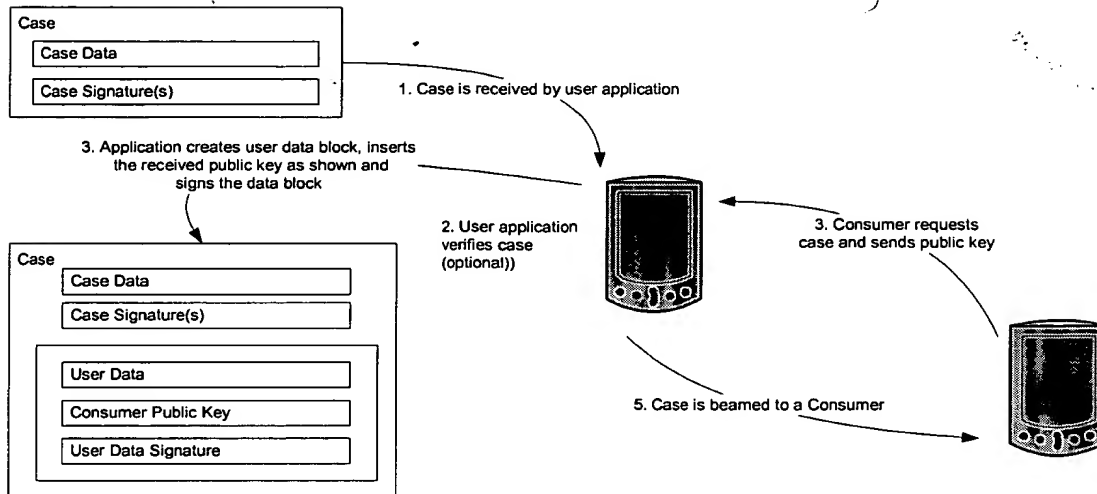 Case
Case Data
Case Signature(s)
1. Case is received by user application
3. Application creates user data block, inserts
the received public key as shown and
signs the data block
2. User application
verifies case
(optional))
3. Consumer requests
case and sends public key
Case
Case Data
Case Signature(s)
User Data
Consumer Public Key
User Data Signature
5. Case is beamed to a Consumer